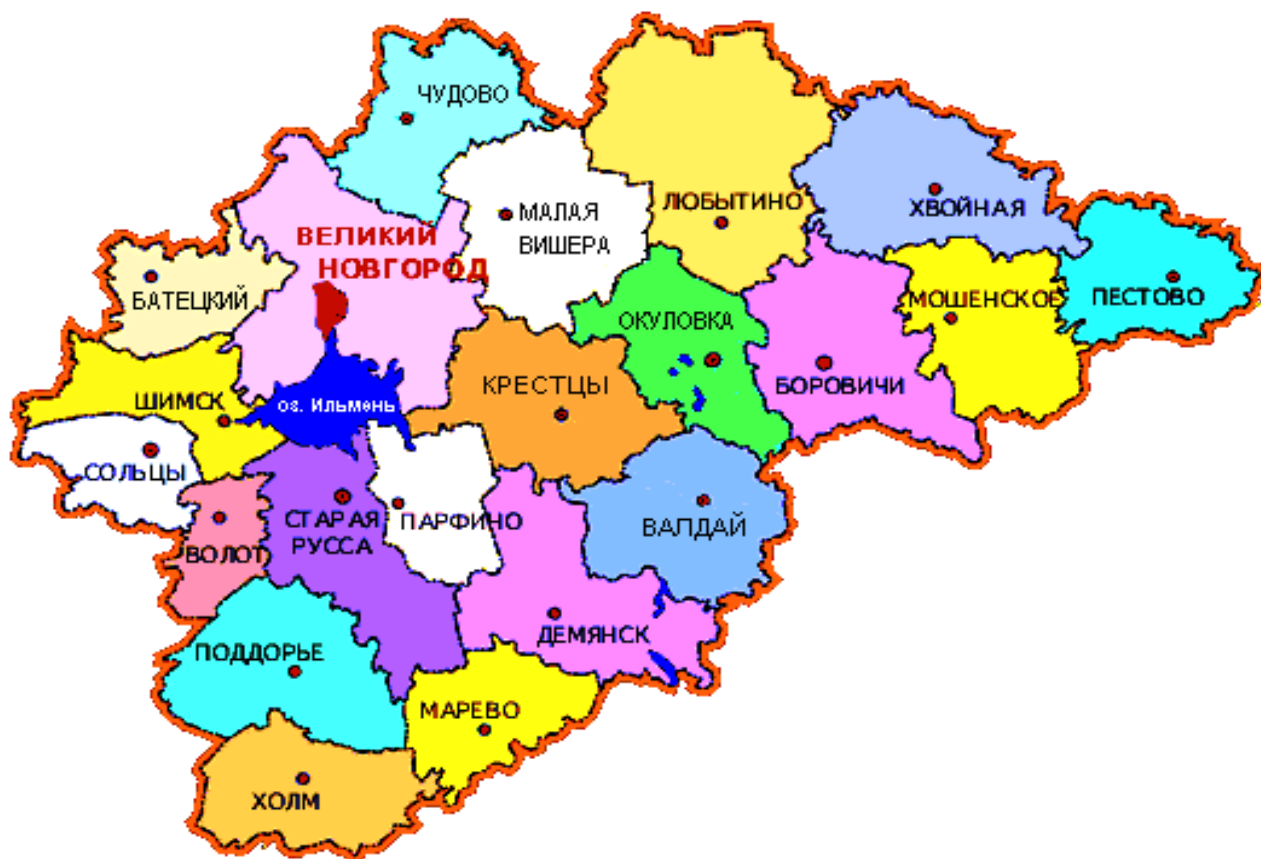 ЧУДОВО
ЛЮБЫТИНО
ХВОЙНАЯ
МАЛАЯ
ВИШЕРА
ВЕЛИКИЙ
НОВГОРОД
БАТЕЦКИЙ
МОШЕНСКОЕ
ПЕСТОВО
ОКУЛОВКА
КРЕСТЦЫ
БОРОВИЧИ
ШИМСК
оз. Ильмень
СОЛЬЦЫ
СТАРАЯ
РУССА
ПАРФИНО
ВАЛДАЙ
ВОЛОТ
ДЕМЯНСК
ПОДДОРЬЕ
МАРЕВО
ХОЛМ